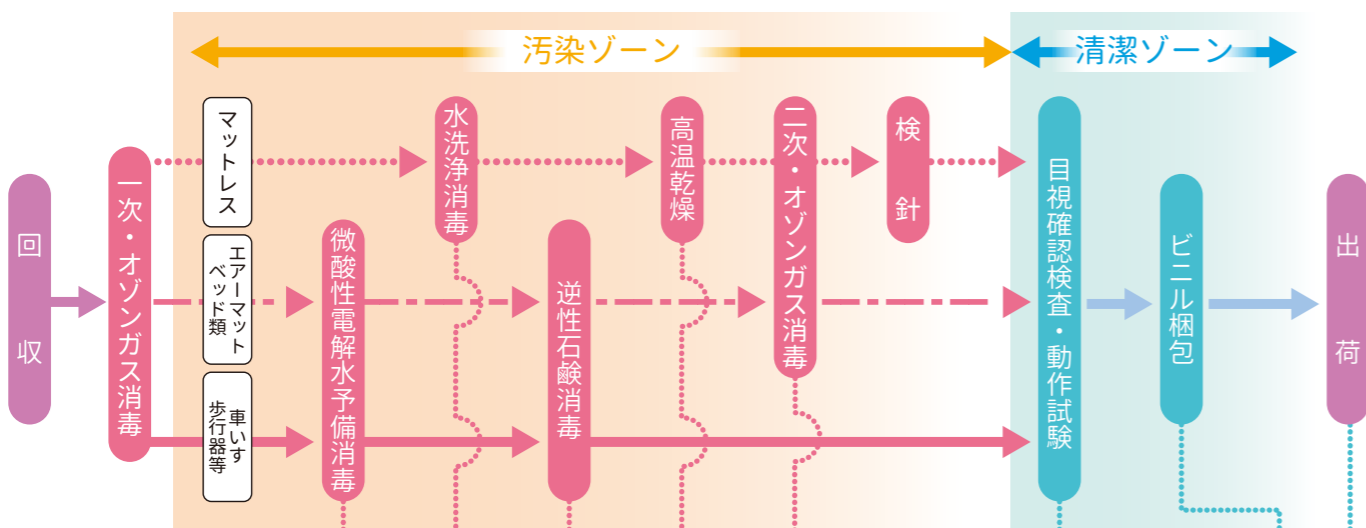 汚染ゾーン
清潔ゾーン
回収
一次・オゾンガス消毒
マットレス
エアーマット
ベッド類
車いす
歩行器等
微酸性電解水予備消毒
水洗浄消毒
逆性石鹸消毒
高温乾燥
二次・オゾンガス消毒
検針
目視確認検査・動作試験
ビニル梱包
出荷